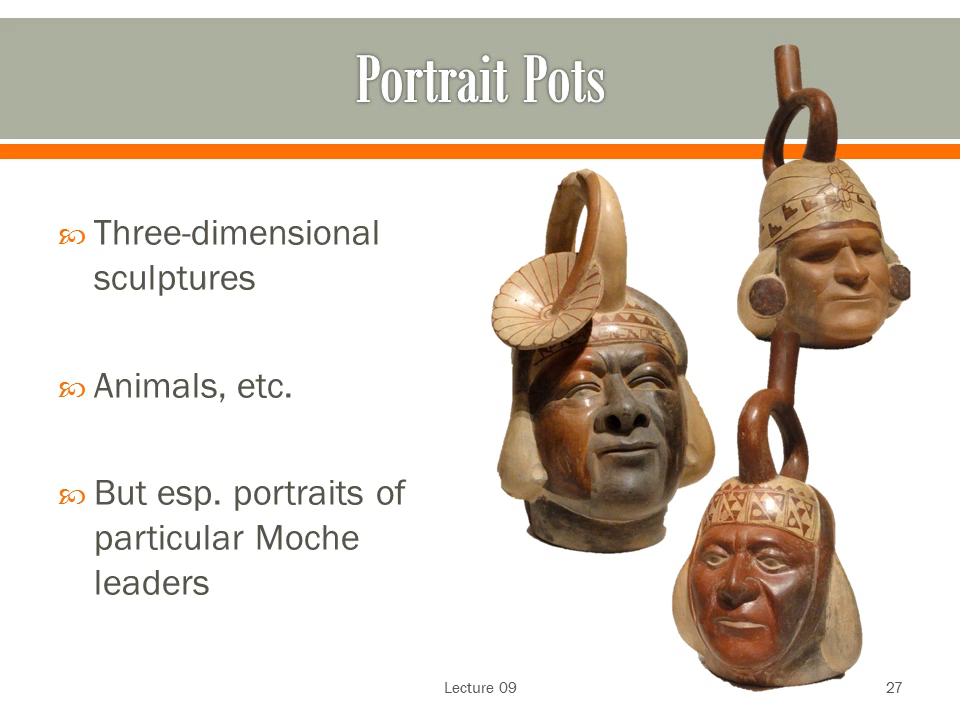 Portrait Pots
Three-dimensional
sculptures
Animals, etc.
But esp. portraits of
particular Moche
leaders
Lecture 09
27